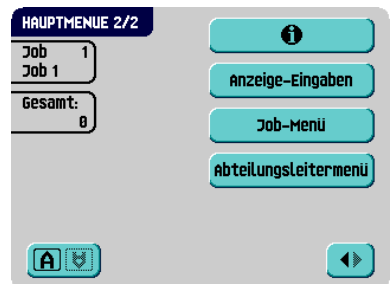 HAUPTMENUE 2/2
Job 1
Job 1
Gesamt:
0
Anzeige-Eingaben
Job-Menü
Abteilungsleitermenü
A